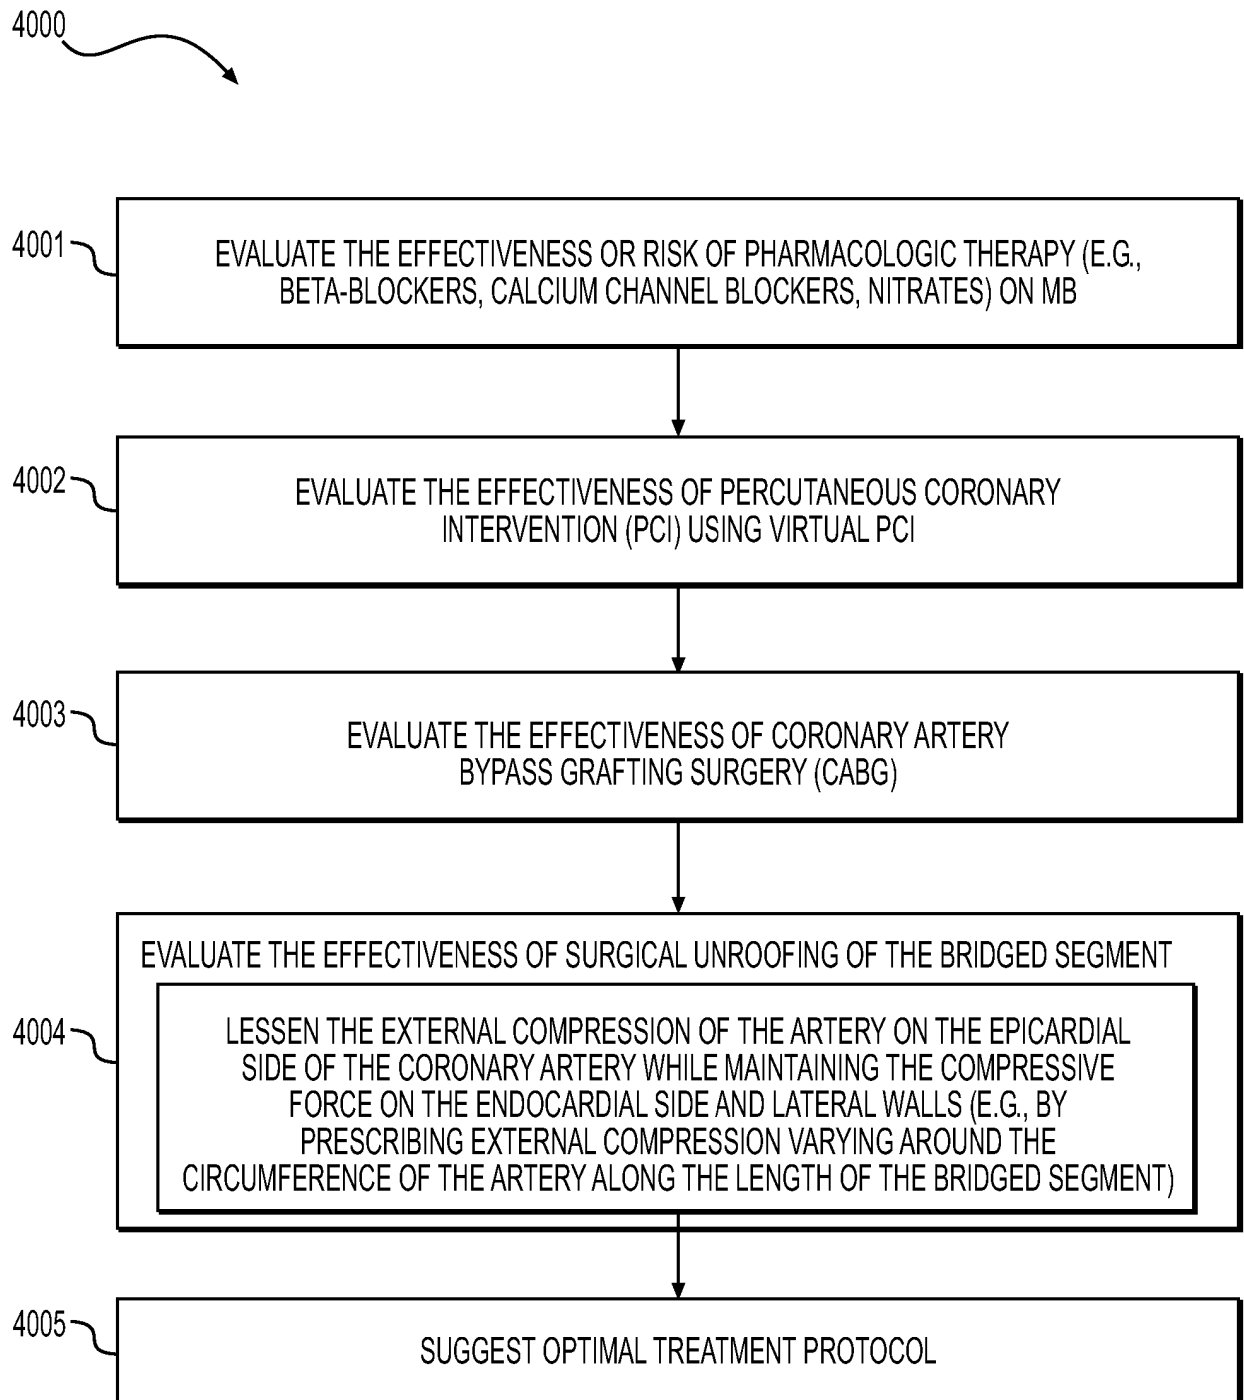 4000
4001
EVALUATE THE EFFECTIVENESS OR RISK OF PHARMACOLOGIC THERAPY (E.G.,
BETA-BLOCKERS, CALCIUM CHANNEL BLOCKERS, NITRATES) ON MB
4002
EVALUATE THE EFFECTIVENESS OF PERCUTANEOUS CORONARY
INTERVENTION (PCI) USING VIRTUAL PCI
4003
EVALUATE THE EFFECTIVENESS OF CORONARY ARTERY
BYPASS GRAFTING SURGERY (CABG)
4004
EVALUATE THE EFFECTIVENESS OF SURGICAL UNROOFING OF THE BRIDGED SEGMENT
LESSEN THE EXTERNAL COMPRESSION OF THE ARTERY ON THE EPICARDIAL
SIDE OF THE CORONARY ARTERY WHILE MAINTAINING THE COMPRESSIVE
FORCE ON THE ENDOCARDIAL SIDE AND LATERAL WALLS (E.G., BY
PRESCRIBING EXTERNAL COMPRESSION VARYING AROUND THE
CIRCUMFERENCE OF THE ARTERY ALONG THE LENGTH OF THE BRIDGED SEGMENT)
4005
SUGGEST OPTIMAL TREATMENT PROTOCOL